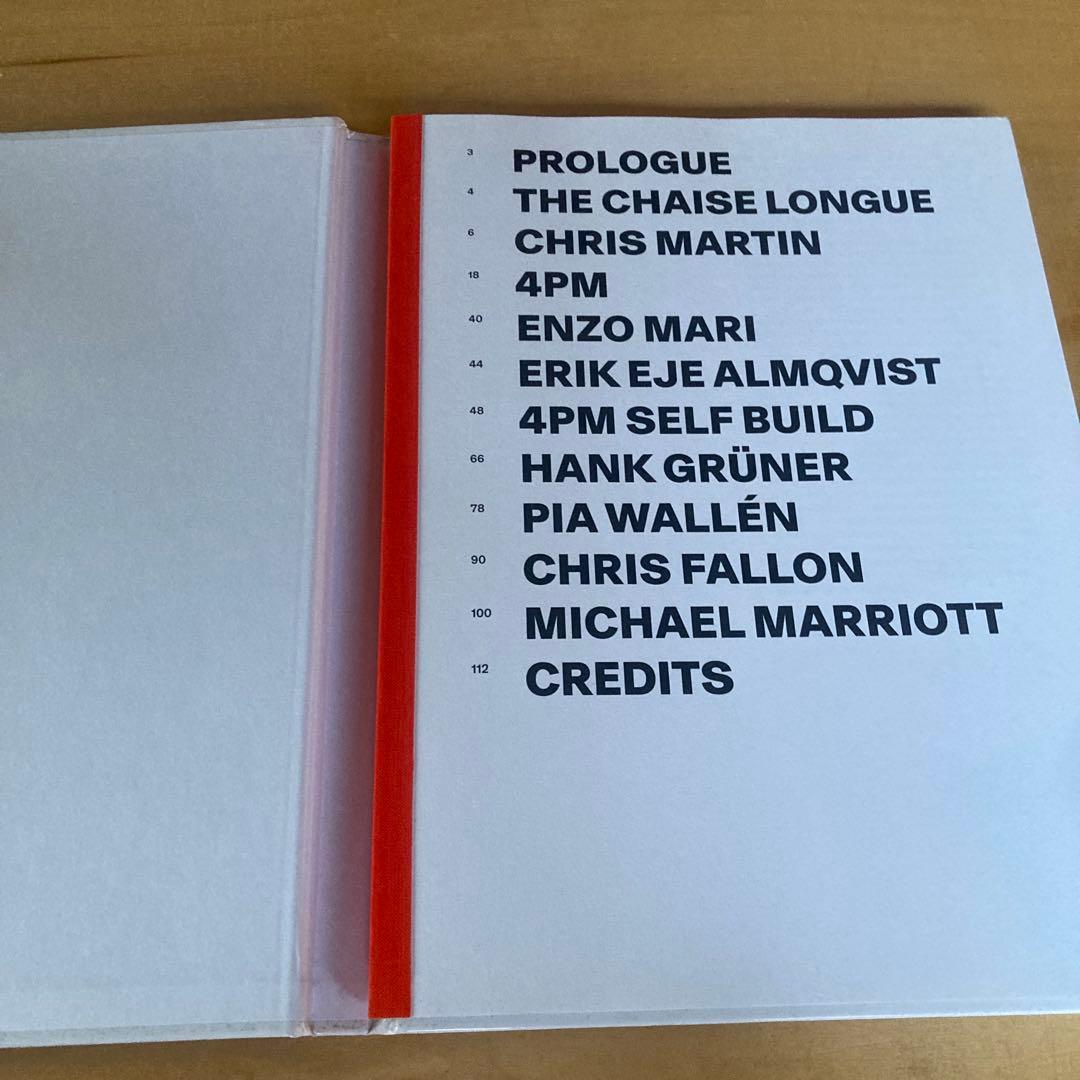 3 PROLOGUE
4 THE CHAISE LONGUE
6 CHRIS MARTIN
18 4PM
40 ENZO MARI
44 ERIK EJE ALMQVIST
48 4PM SELF BUILD
66 HANK GRÜNER
78 PIA WALLÉN
90 CHRIS FALLON
100 MICHAEL MARRIOTT
112 CREDITS